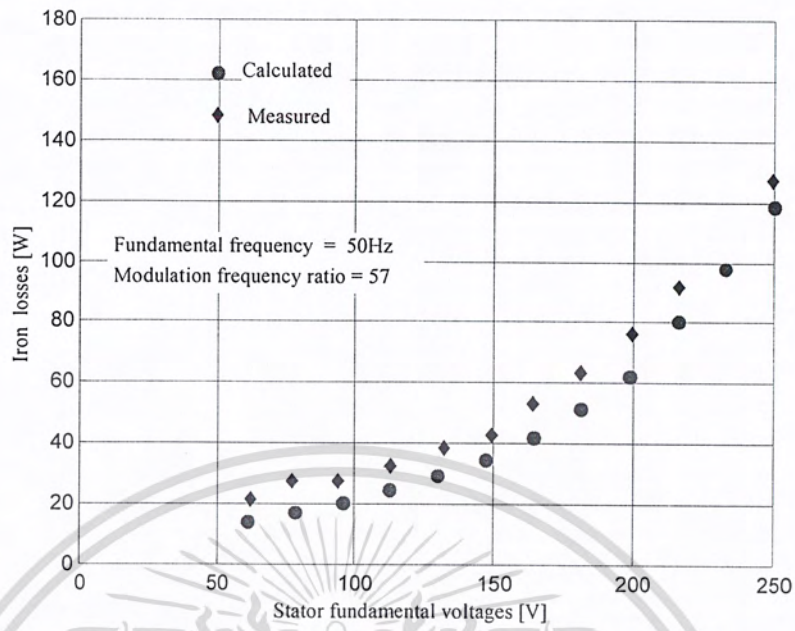 180
160
140
120
100
80
60
40
20
0
Iron losses [W]
Calculated
Measured
Fundamental frequency = 50Hz
Modulation frequency ratio = 57
0 50 100 150 200 250
Stator fundamental voltages [V]